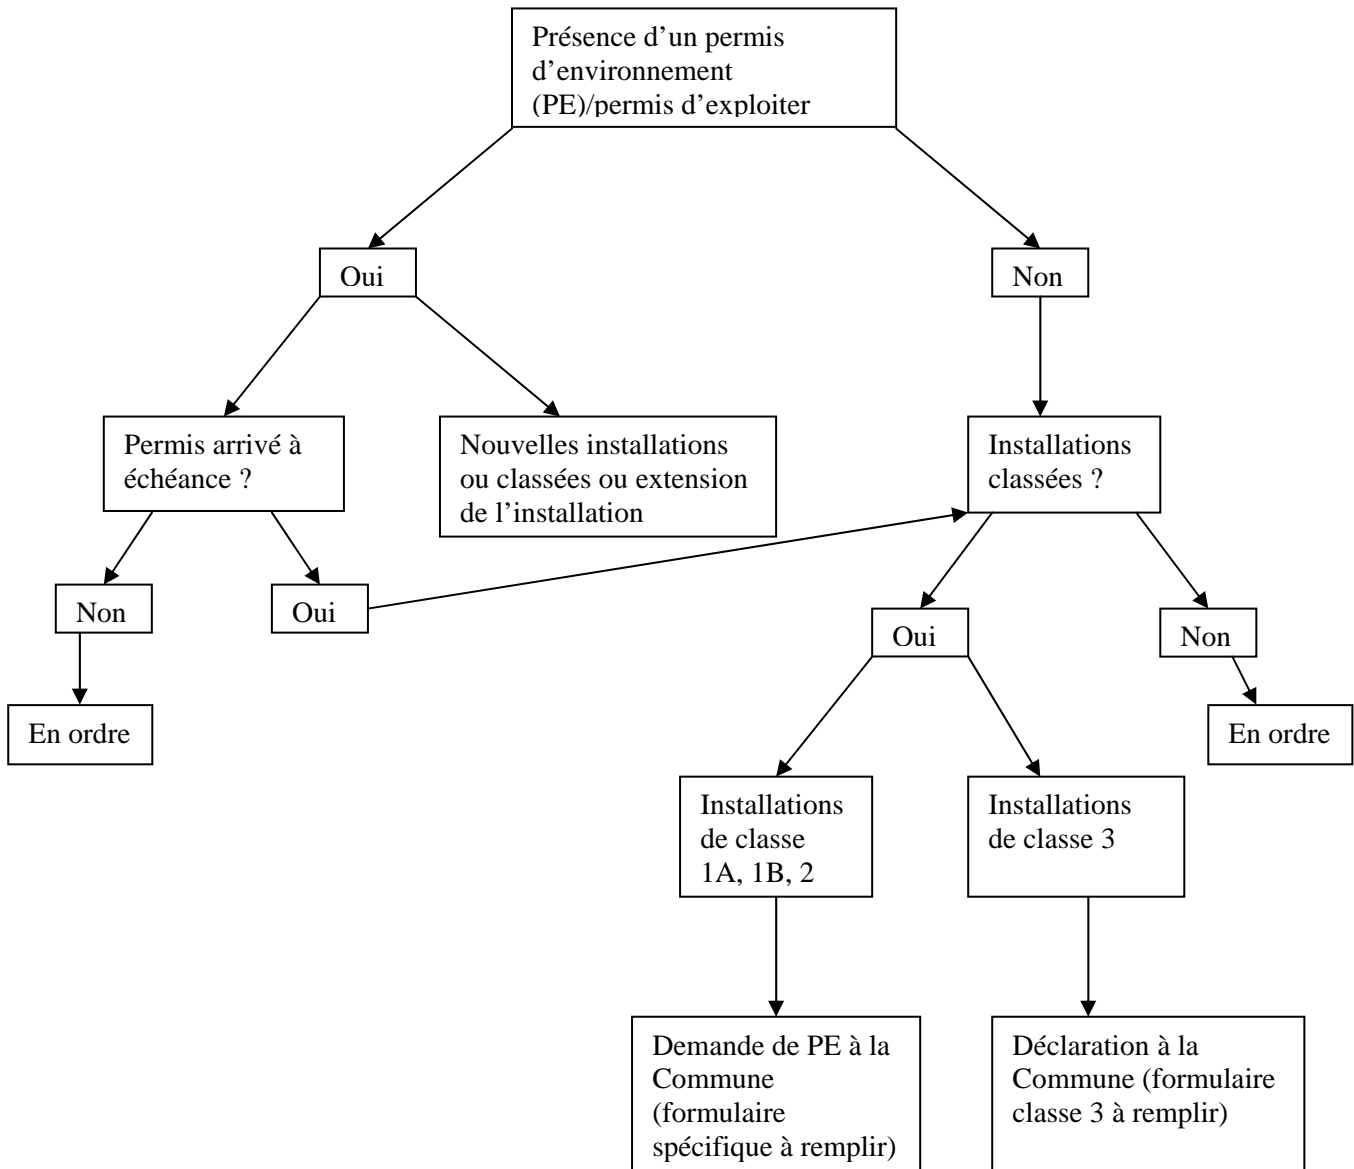 Présence d’un permis
d’environnement
(PE)/permis d’exploiter
Oui
Non
Permis arrivé à
échéance ?
Nouvelles installations
ou classées ou extension
de l’installation
Installations
classées ?
Non
Oui
Oui
Non
En ordre
En ordre
Installations
de classe
1A, 1B, 2
Installations
de classe 3
Demande de PE à la
Commune
(formulaire
spécifique à remplir)
Déclaration à la
Commune (formulaire
classe 3 à remplir)